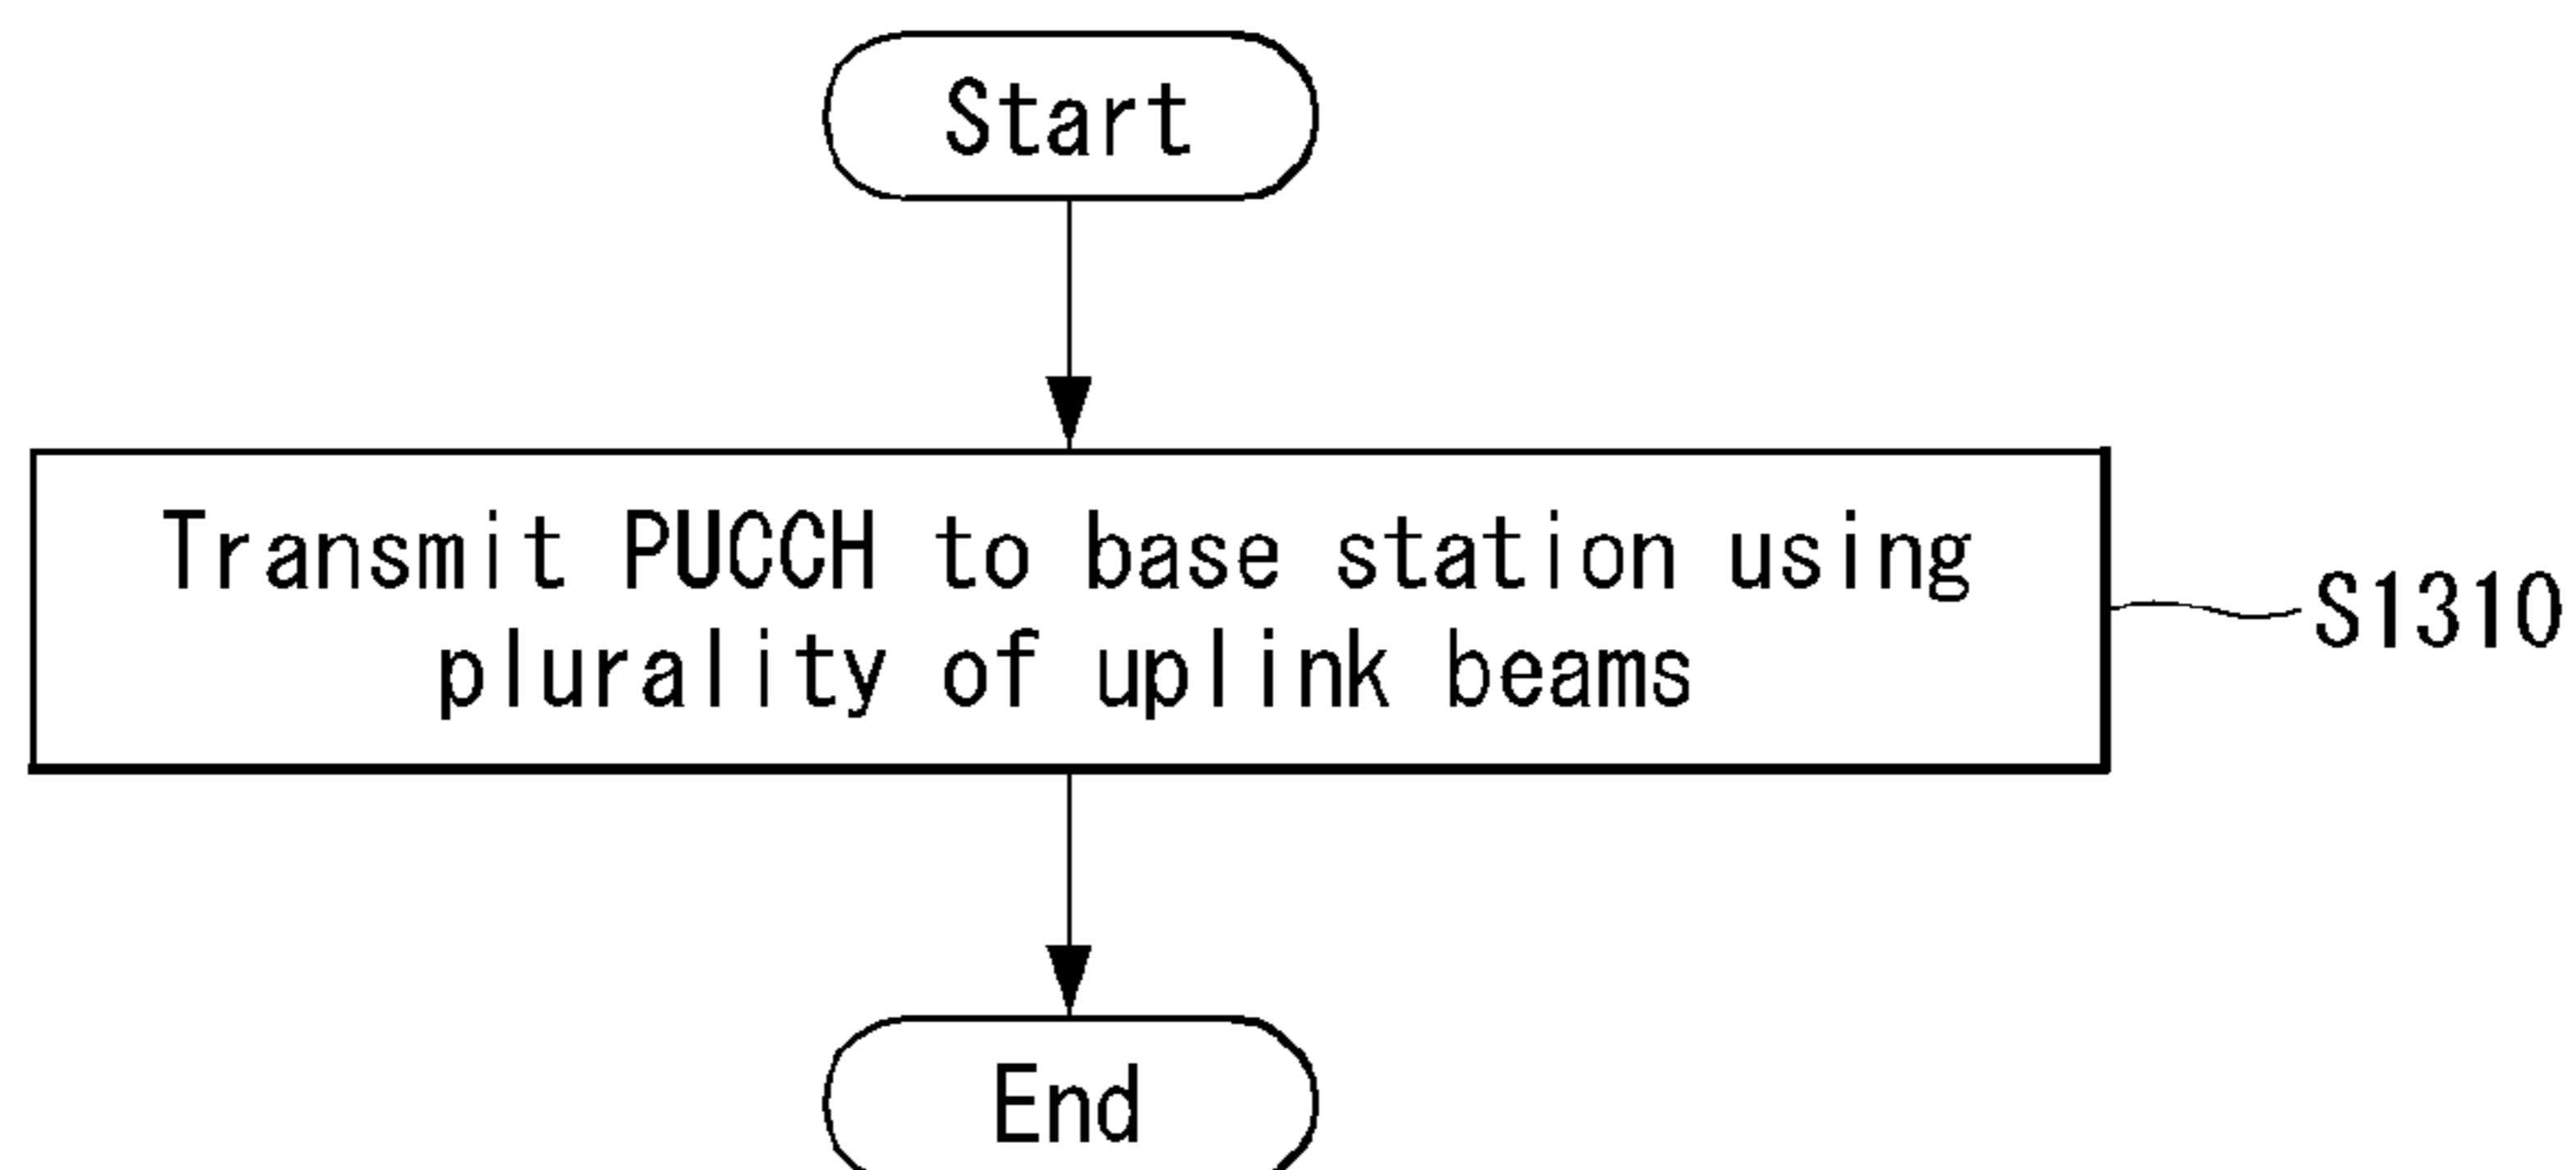 Start
Transmit PUCCH to base station using
plurality of uplink beams
S1310
End